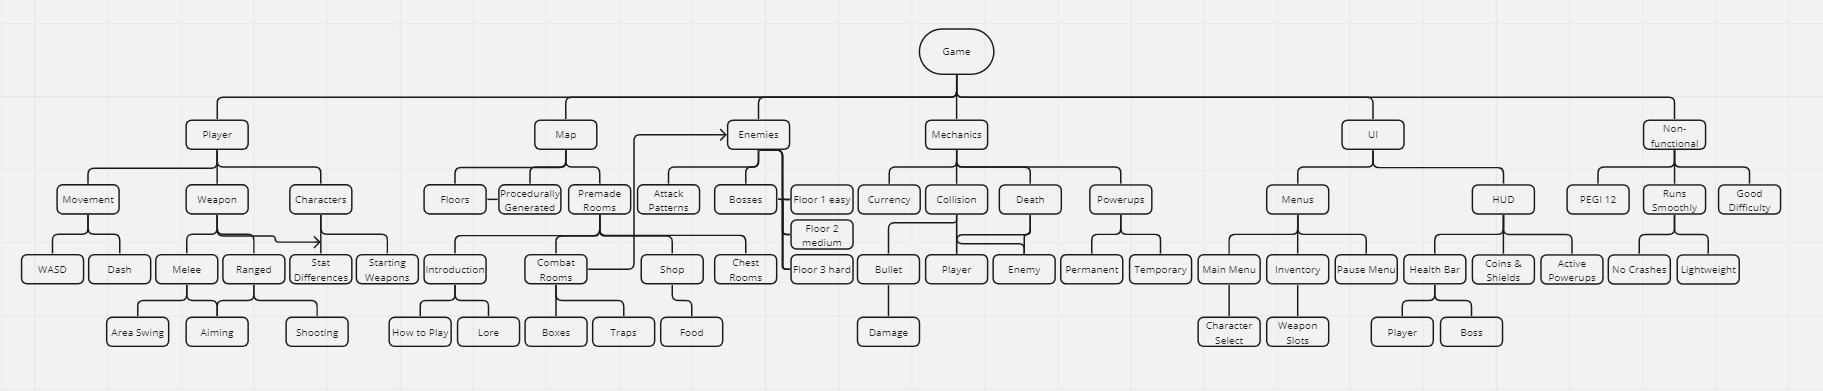 Game
Player
Map
Enemies
Mechanics
UI
Non-
functional
Movement
Weapon
Characters
Floors
Procedurally
Generated
Premade
Rooms
Attack
Patterns
Bosses
Floor 1 easy
Currency
Collision
Death
Powerups
Menus
HUD
PEGI 12
Runs
Smoothly
Good
Difficulty
Floor 2
medium
WASD
Dash
Melee
Ranged
Stat
Differences
Starting
Weapons
Introduction
Combat
Rooms
Shop
Chest
Rooms
Floor 3 hard
Bullet
Player
Enemy
Permanent
Temporary
Main Menu
Inventory
Pause Menu
Health Bar
Coins &
Shields
Active
Powerups
No Crashes
Lightweight
Area Swing
Aiming
Shooting
How to Play
Lore
Boxes
Traps
Food
Damage
Character
Select
Weapon
Slots
Player
Boss